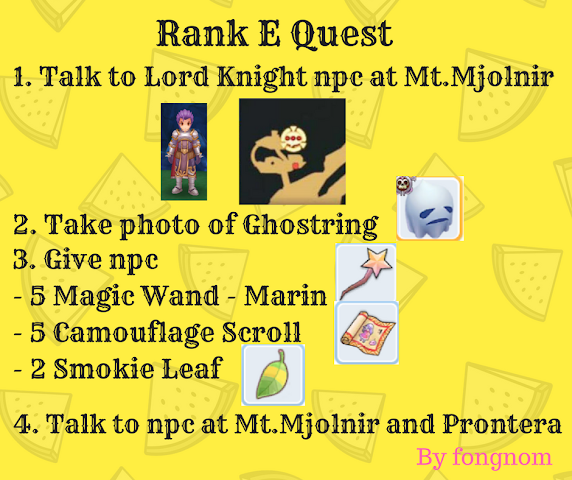 Rank E Quest
1. Talk to Lord Knight npc at Mt.Mjolnir
2. Take photo of Ghostring
3. Give npc
- 5 Magic Wand - Marin
- 5 Camouflage Scroll
- 2 Smokie Leaf
4. Talk to npc at Mt.Mjolnir and Prontera
By fongnom